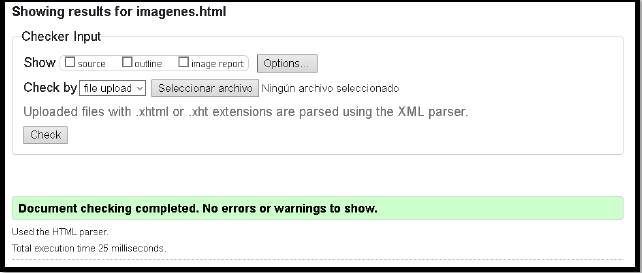 Showing results for imagenes.html
Checker Input
Show source outline image report Options...
Check by file upload Seleccionar archivo Ningún archivo seleccionado
Uploaded files with .xhtml or .xht extensions are parsed using the XML parser.
Check
Document checking completed. No errors or warnings to show.
Used the HTML parser.
Total execution time 25 milliseconds.